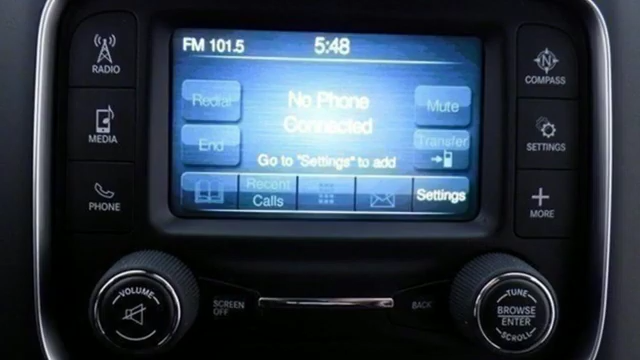 FM 101.5
5:48
RADIO
MEDIA
PHONE
Redial
End
No Phone
Connected
Go to "Settings" to add
Mute
Transfer
Recent
Calls
Settings
COMPASS
SETTINGS
MORE
VOLUME
SCREEN
OFF
BACK
TUNE
BROWSE
ENTER
SCROLL